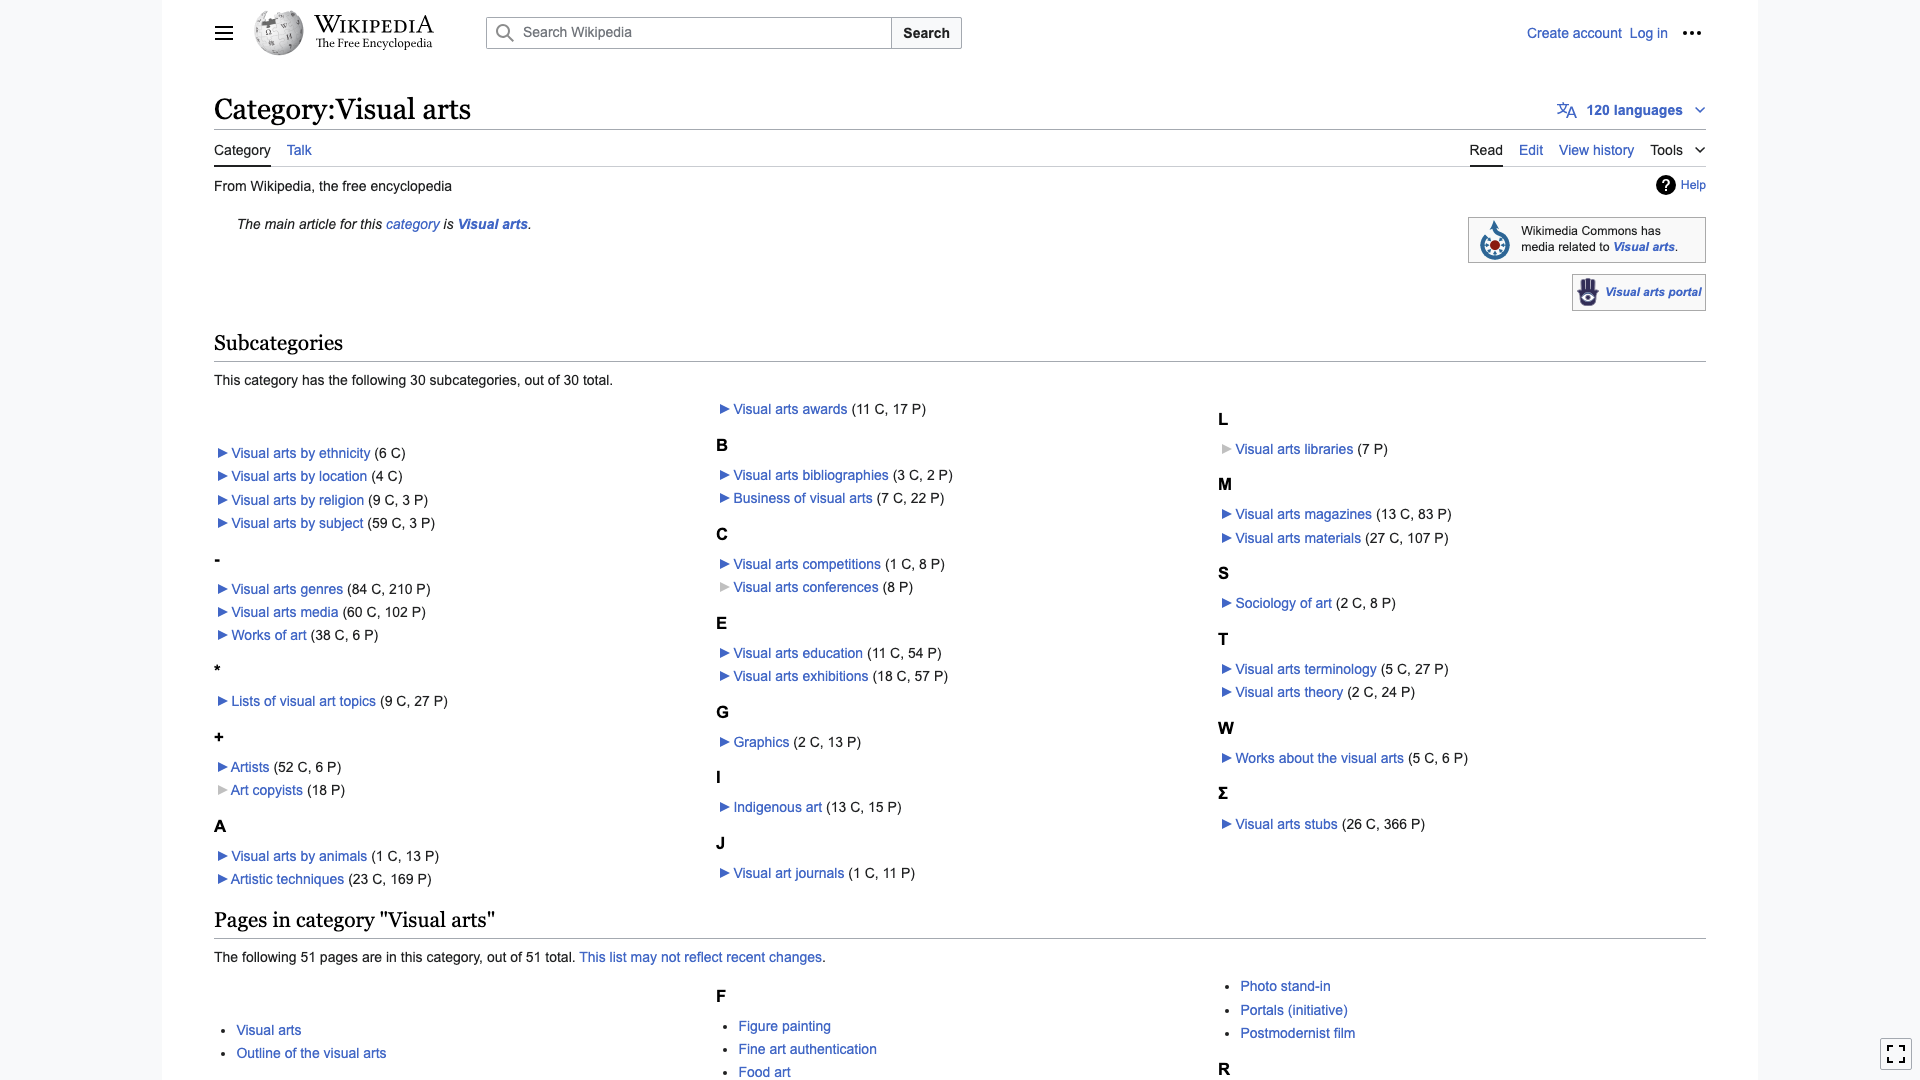 WIKIPEDIA
The Free Encyclopedia
Search Wikipedia
Search
Create account
Log in
Category:Visual arts
120 languages
Category
Talk
Read
Edit
View history
Tools
From Wikipedia, the free encyclopedia
Help
The main article for this category is Visual arts.
Wikimedia Commons has
media related to Visual arts.
Visual arts portal
Subcategories
This category has the following 30 subcategories, out of 30 total.
► Visual arts by ethnicity (6 C)
► Visual arts by location (4 C)
► Visual arts by religion (9 C, 3 P)
► Visual arts by subject (59 C, 3 P)
-
► Visual arts genres (84 C, 210 P)
► Visual arts media (60 C, 102 P)
► Works of art (38 C, 6 P)
*
► Lists of visual art topics (9 C, 27 P)
+
► Artists (52 C, 6 P)
► Art copyists (18 P)
A
► Visual arts by animals (1 C, 13 P)
► Artistic techniques (23 C, 169 P)
► Visual arts awards (11 C, 17 P)
B
► Visual arts bibliographies (3 C, 2 P)
► Business of visual arts (7 C, 22 P)
C
► Visual arts competitions (1 C, 8 P)
► Visual arts conferences (8 P)
E
► Visual arts education (11 C, 54 P)
► Visual arts exhibitions (18 C, 57 P)
G
► Graphics (2 C, 13 P)
I
► Indigenous art (13 C, 15 P)
J
► Visual art journals (1 C, 11 P)
L
► Visual arts libraries (7 P)
M
► Visual arts magazines (13 C, 83 P)
► Visual arts materials (27 C, 107 P)
S
► Sociology of art (2 C, 8 P)
T
► Visual arts terminology (5 C, 27 P)
► Visual arts theory (2 C, 24 P)
W
► Works about the visual arts (5 C, 6 P)
Σ
► Visual arts stubs (26 C, 366 P)
Pages in category "Visual arts"
The following 51 pages are in this category, out of 51 total. This list may not reflect recent changes.
• Visual arts
• Outline of the visual arts
F
• Figure painting
• Fine art authentication
• Food art
• Photo stand-in
• Portals (initiative)
• Postmodernist film
R